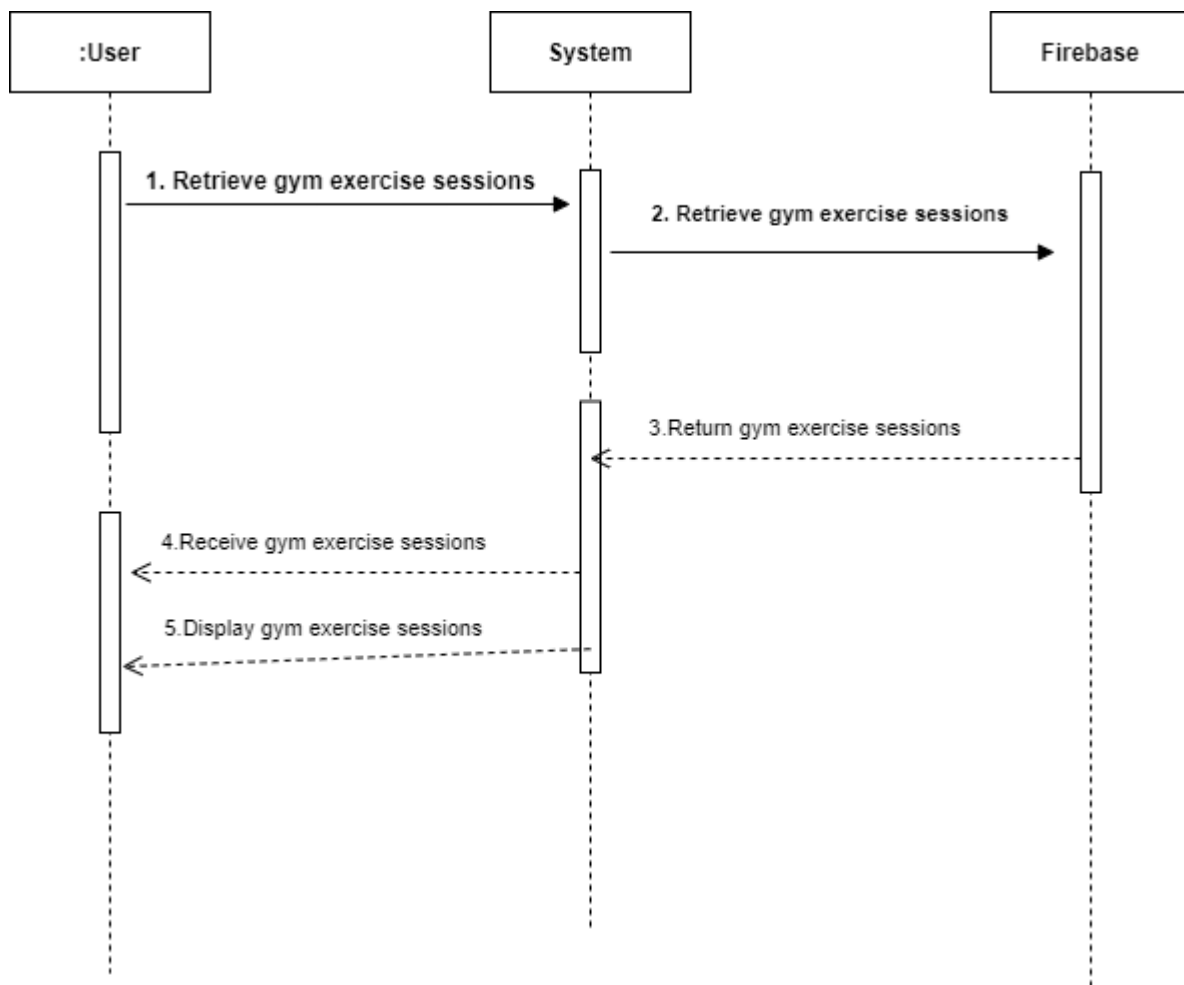 :User
System
Firebase
1. Retrieve gym exercise sessions
2. Retrieve gym exercise sessions
3.Return gym exercise sessions
4.Receive gym exercise sessions
5.Display gym exercise sessions